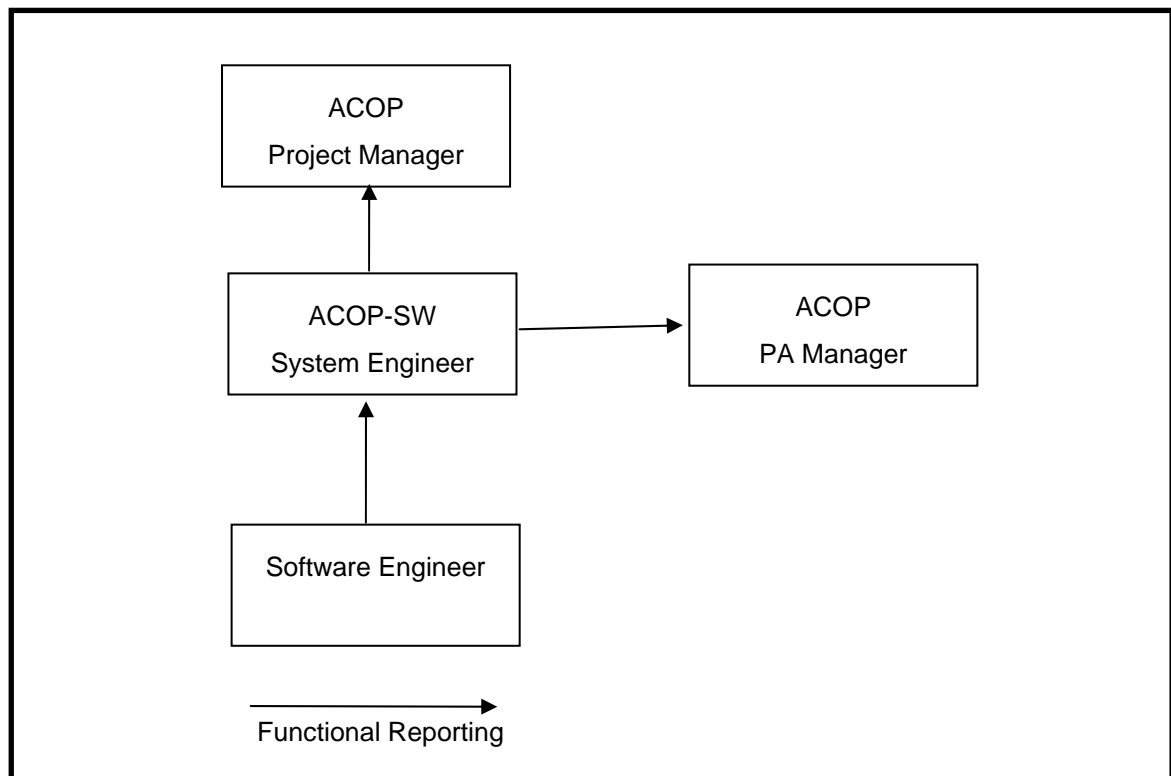 ACOP
Project Manager
ACOP-SW
System Engineer
ACOP
PA Manager
Software Engineer
Functional Reporting